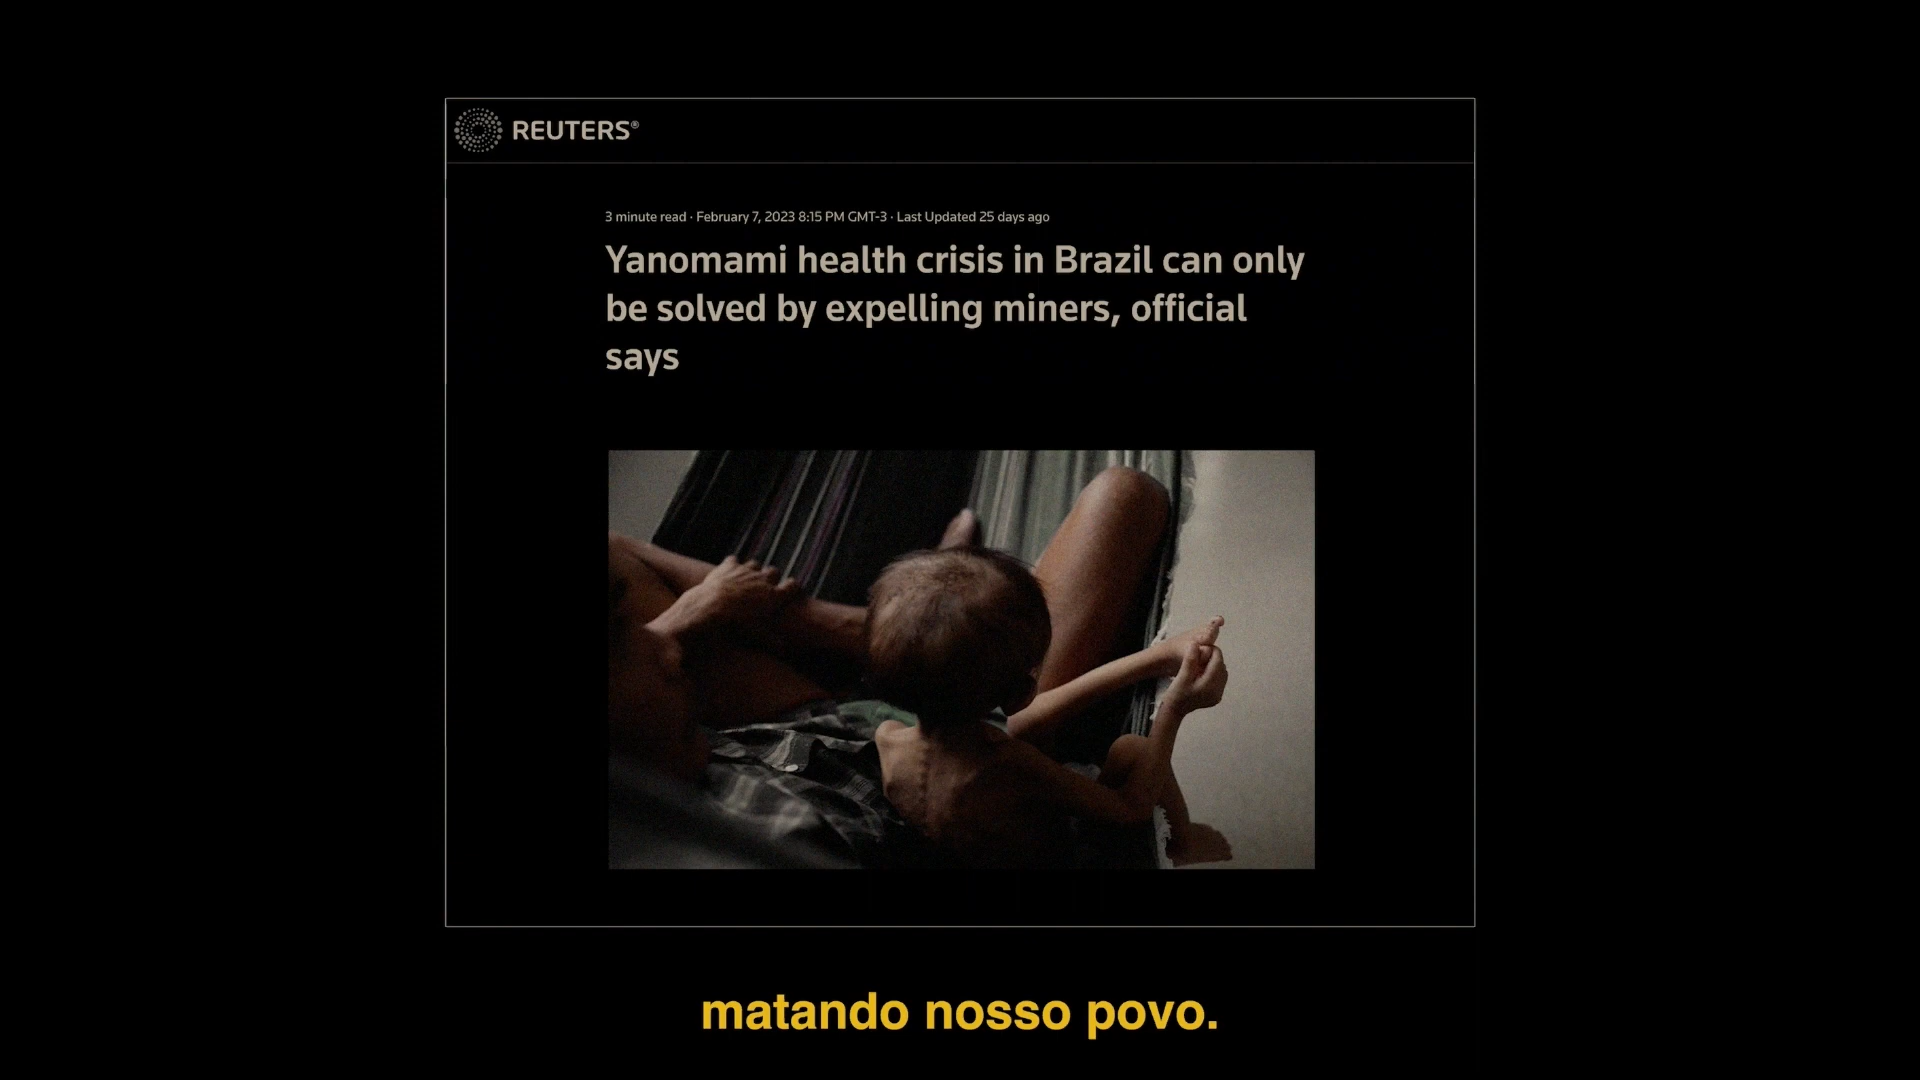 REUTERS®
3 minute read · February 7, 2023 8:15 PM GMT-3 · Last Updated 25 days ago
Yanomami health crisis in Brazil can only
be solved by expelling miners, official
says
matando nosso povo.